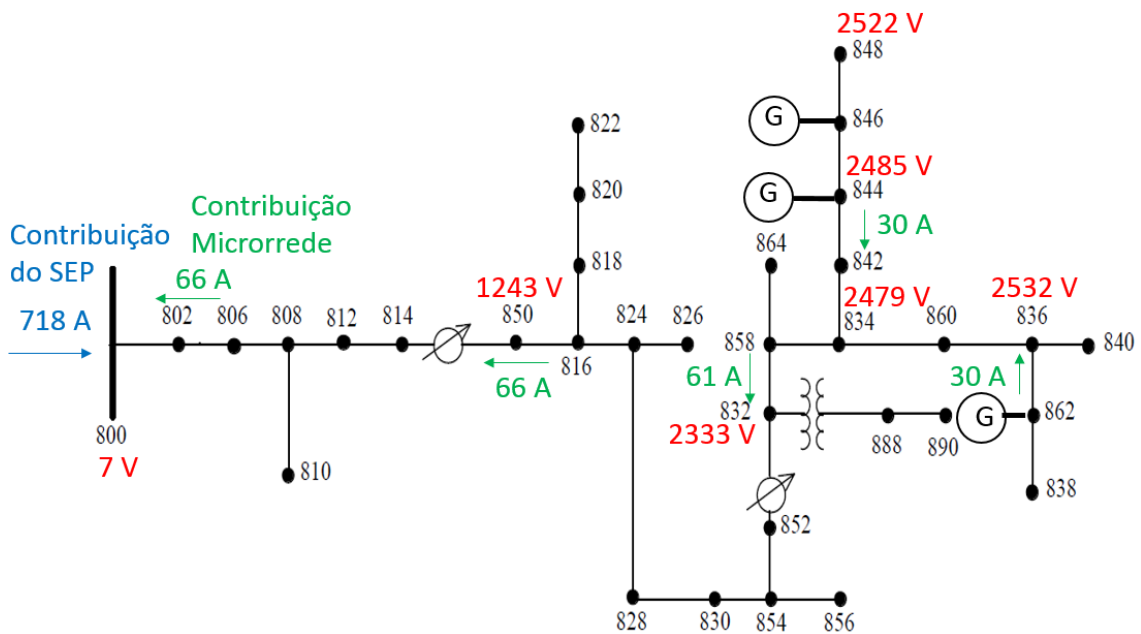 2522 V
848
G
846
822
2485 V
G
844
820
Contribuição
Microrrede
30 A
Contribuição
do SEP
864
842
818
66 A
1243 V
2479 V
2532 V
718 A
802
806
808
812
814
850
824
826
834
860
836
858
840
816
66 A
61 A
30 A
832
G
862
2333 V
888
890
800
7 V
810
838
852
828
830
854
856